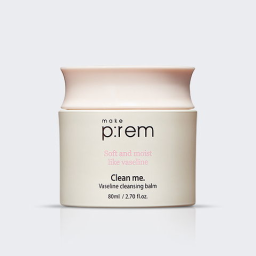 make
p:rem
Soft and moist
like vaseline
Clean me.
Vaseline cleansing balm
80ml / 2.70 fl.oz.